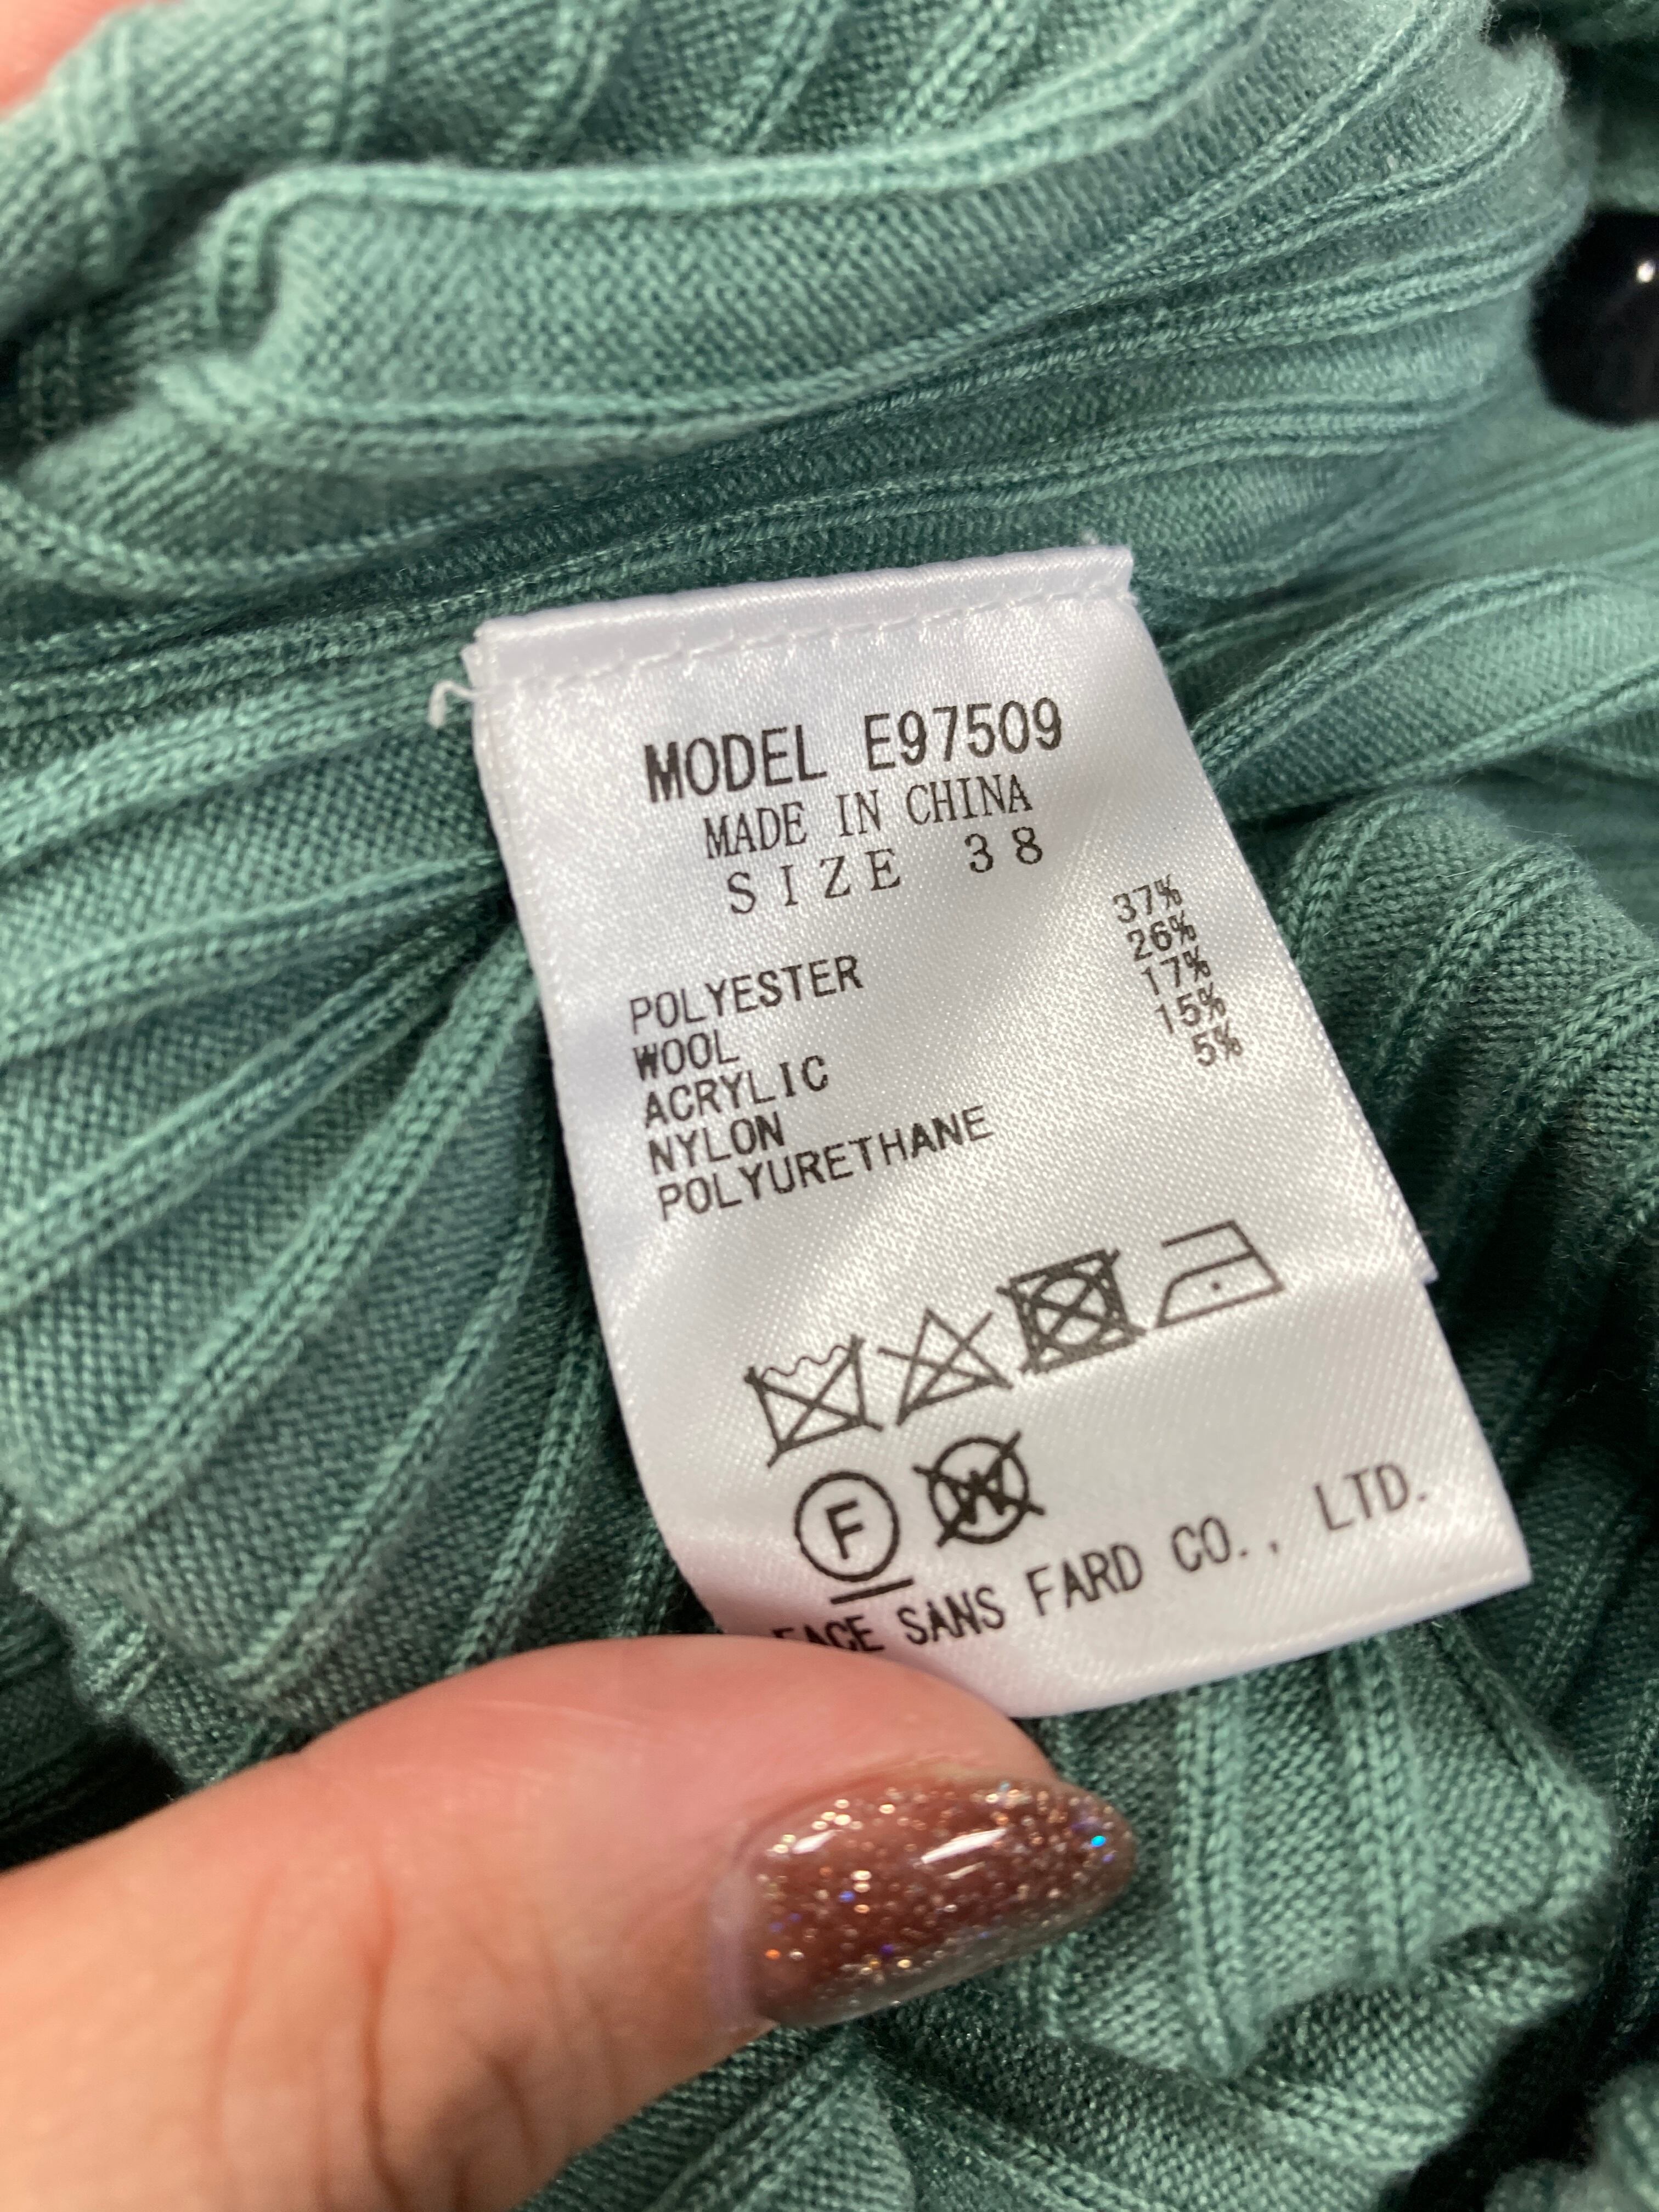 MODEL E97509
MADE IN CHINA
SIZE 38
POLYESTER 37%
WOOL 26%
ACRYLIC 17%
NYLON 15%
POLYURETHANE 5%
F W
FACE SANS FARD CO., LTD.